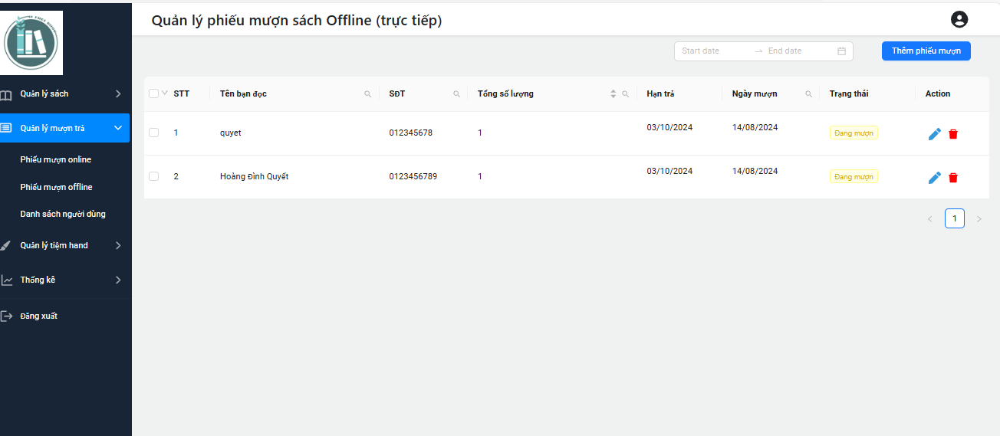 Quản lý phiếu mượn sách Offline (trực tiếp)
Start date
End date
Thêm phiếu mượn
Quản lý sách
Quản lý mượn trả
Phiếu mượn online
Phiếu mượn offline
Danh sách người dùng
Quản lý tiệm hand
Thống kê
Đăng xuất
STT Tên bạn đọc SĐT Tổng số lượng Hạn trả Ngày mượn Trạng thái Action
1 quyet 012345678 1 03/10/2024 14/08/2024 Đang mượn
2 Hoàng Đình Quyết 0123456789 1 03/10/2024 14/08/2024 Đang mượn
1